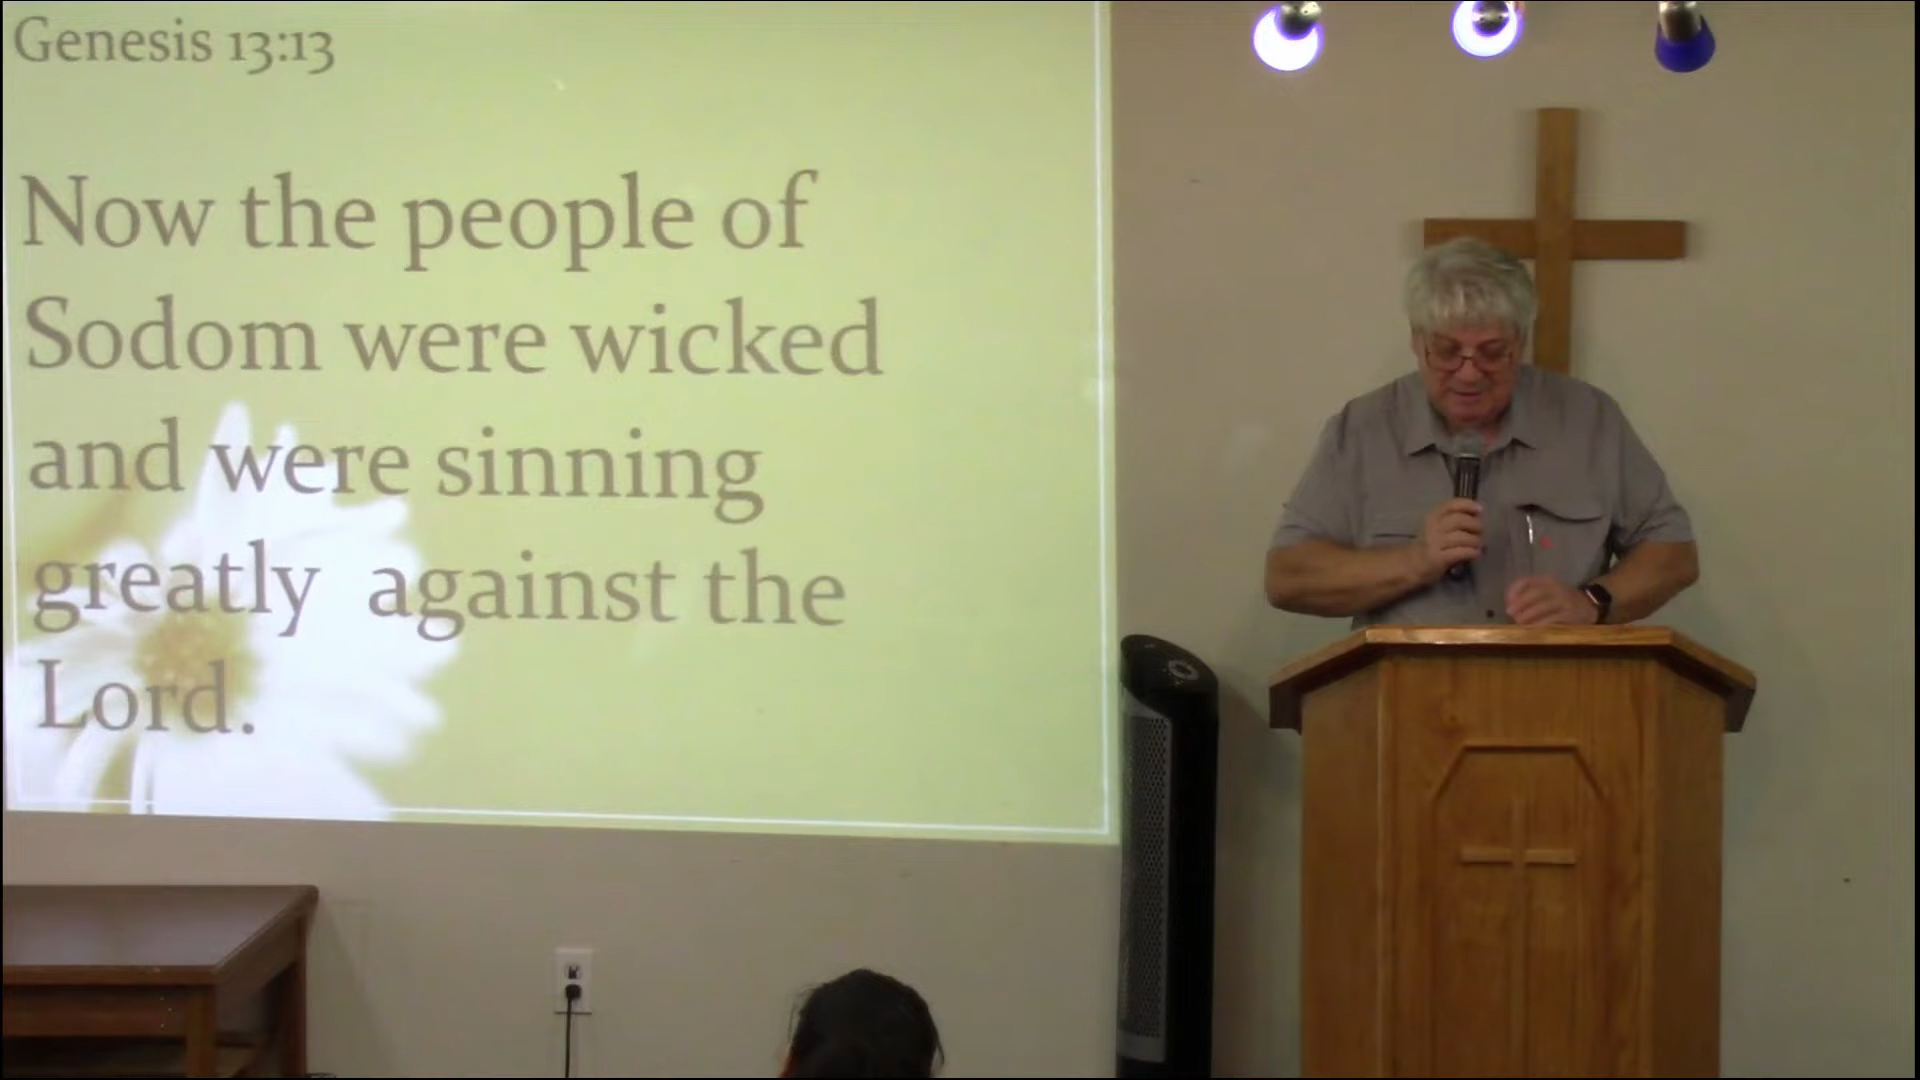 Genesis 13:13
Now the people of
Sodom were wicked
and were sinning
greatly against the
Lord.